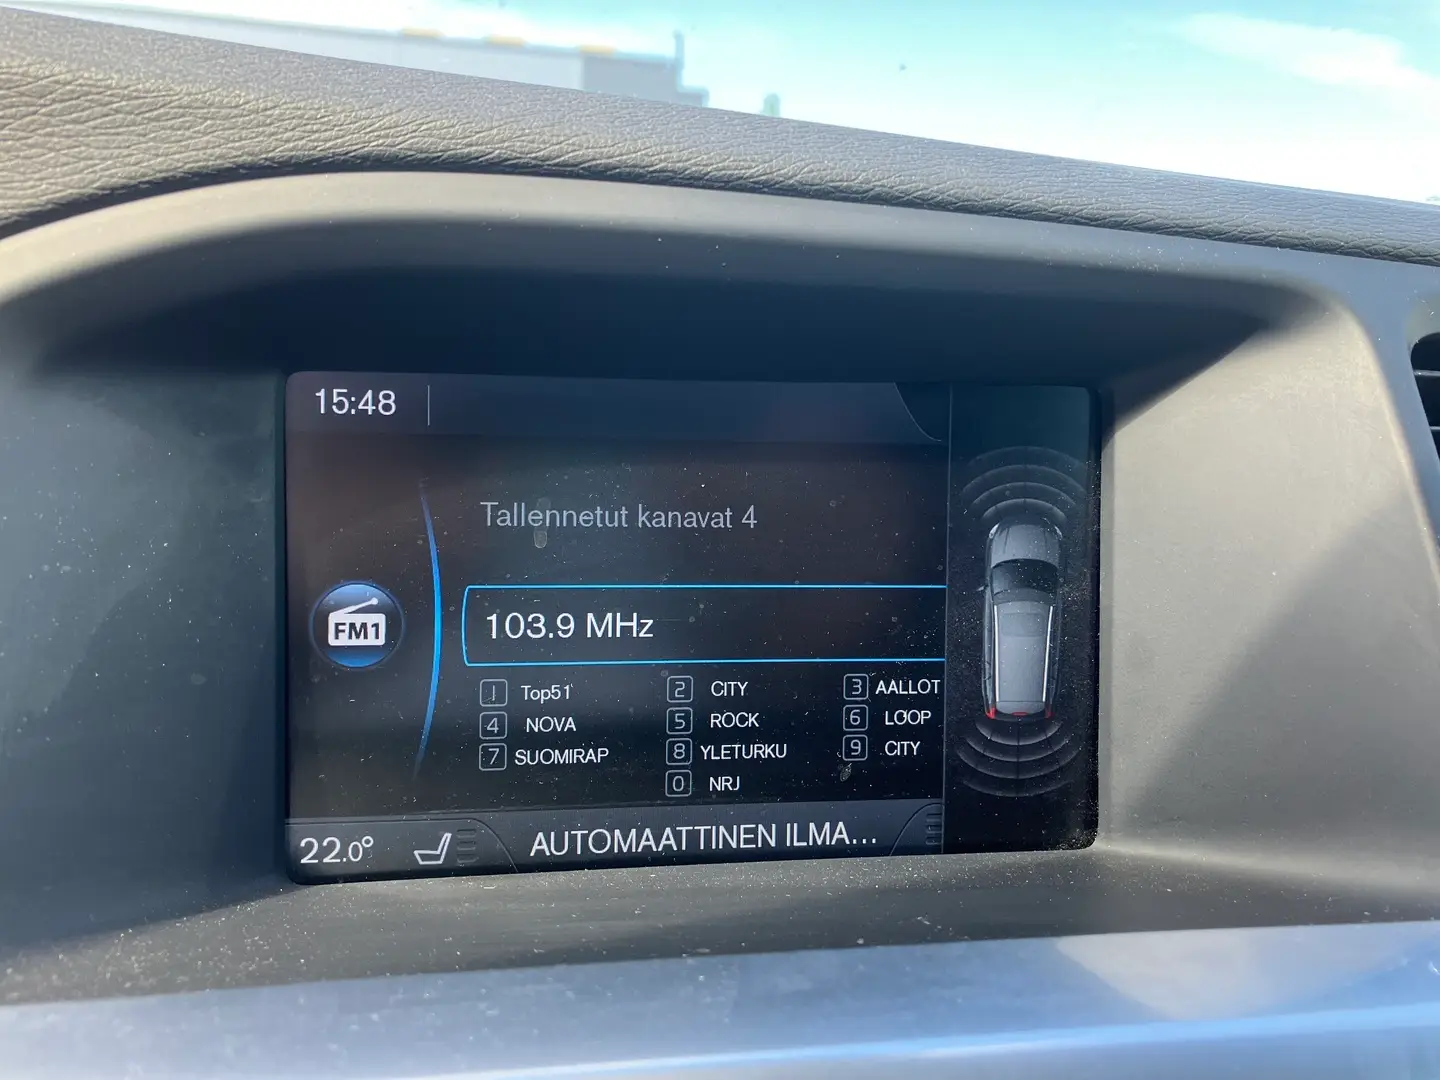 15:48
Tallennetut kanavat 4
FM1
103.9 MHz
1 Top51 2 CITY 3 AALLOT
4 NOVA 5 ROCK 6 LOOP
7 SUOMIRAP 8 YLETURKU 9 CITY
0 NRJ
22.0° AUTOMAATTINEN ILMA...